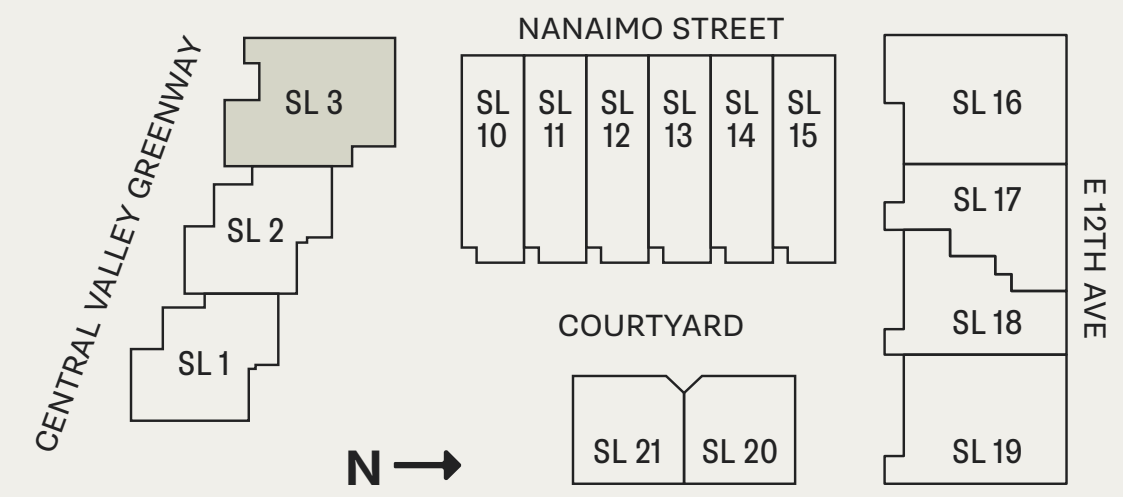 NANAIMO STREET
CENTRAL VALLEY GREENWAY
SL 3
SL 2
SL 1
SL
10
SL
11
SL
12
SL
13
SL
14
SL
15
COURTYARD
SL 21
SL 20
SL 16
SL 17
SL 18
SL 19
E 12TH AVE
N